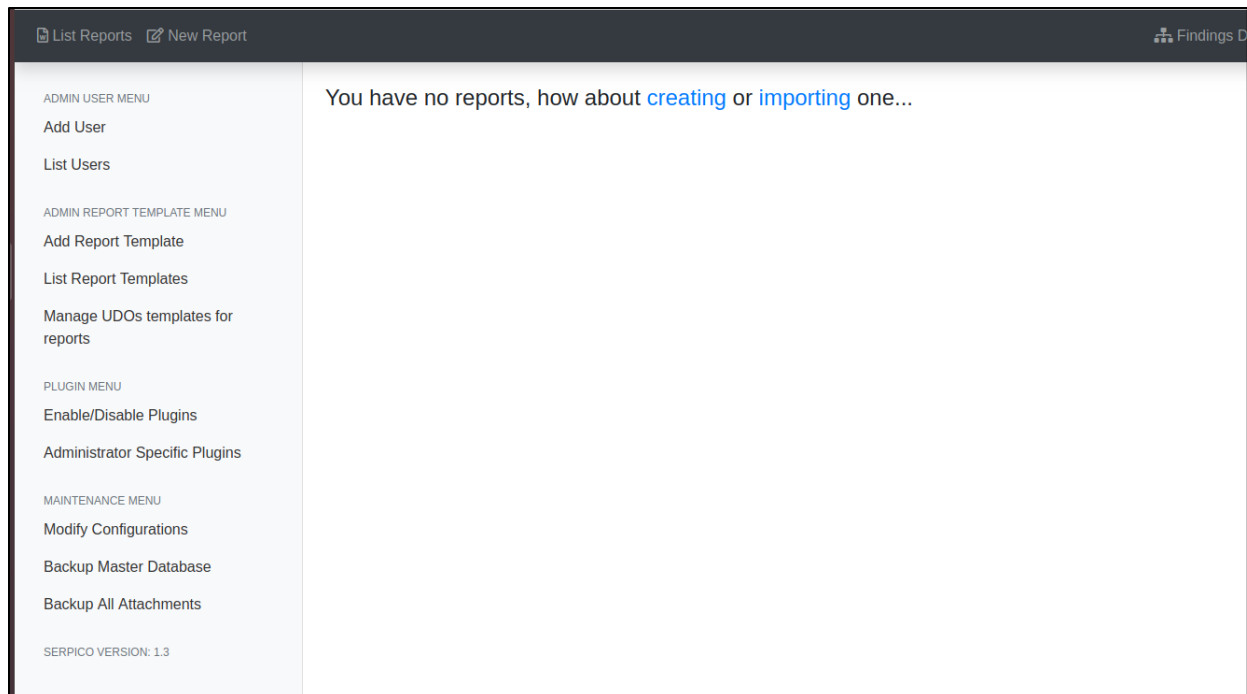 List Reports New Report Findings D
ADMIN USER MENU
Add User
List Users
ADMIN REPORT TEMPLATE MENU
Add Report Template
List Report Templates
Manage UDOs templates for
reports
PLUGIN MENU
Enable/Disable Plugins
Administrator Specific Plugins
MAINTENANCE MENU
Modify Configurations
Backup Master Database
Backup All Attachments
SERPICO VERSION: 1.3
You have no reports, how about creating or importing one...